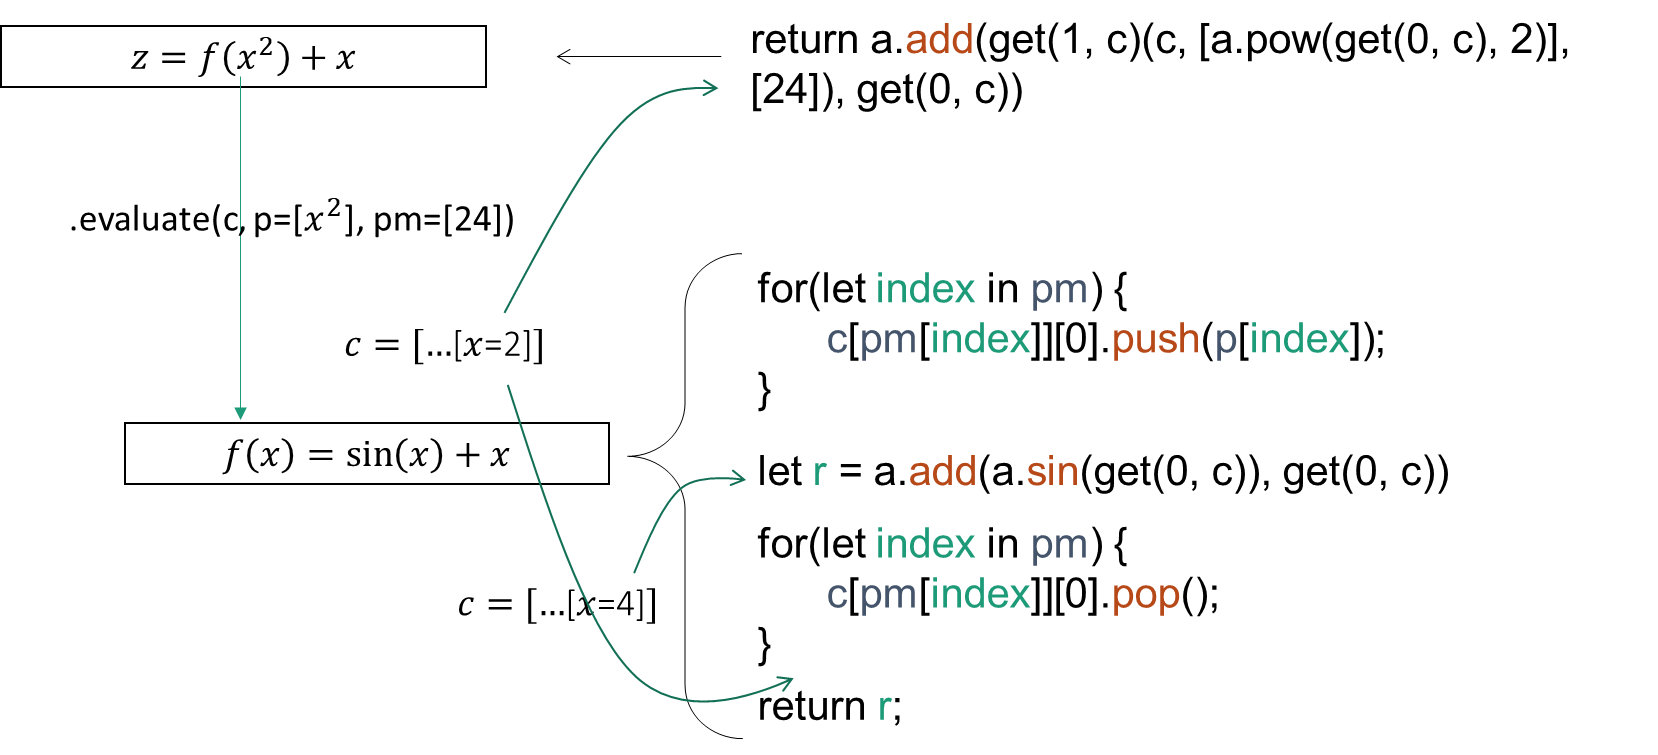 z = f(x²) + x
return a.add(get(1, c)(c, [a.pow(get(0, c), 2)],
[24]), get(0, c))
.evaluate(c, p=[x²], pm=[24])
c = [...[x=2]]
f(x) = sin(x) + x
c = [...[x=4]]
for(let index in pm) {
c[pm[index]][0].push(p[index]);
}
let r = a.add(a.sin(get(0, c)), get(0, c))
for(let index in pm) {
c[pm[index]][0].pop();
}
return r;